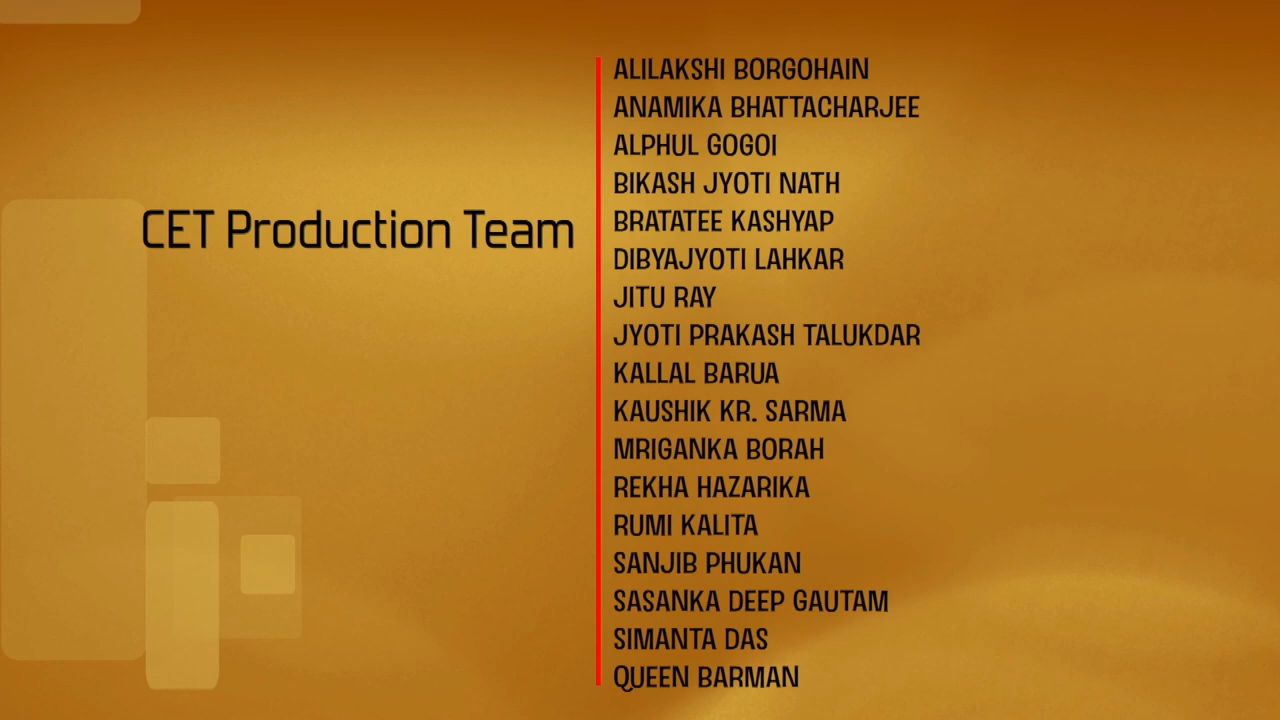 CET Production Team
ALILAKSHI BORGOHAIN
ANAMIKA BHATTACHARJEE
ALPHUL GOGOI
BIKASH JYOTI NATH
BRATATEE KASHYAP
DIBYAJYOTI LAHKAR
JITU RAY
JYOTI PRAKASH TALUKDAR
KALLAL BARUA
KAUSHIK KR. SARMA
MRIGANKA BORAH
REKHA HAZARIKA
RUMI KALITA
SANJIB PHUKAN
SASANKA DEEP GAUTAM
SIMANTA DAS
QUEEN BARMAN